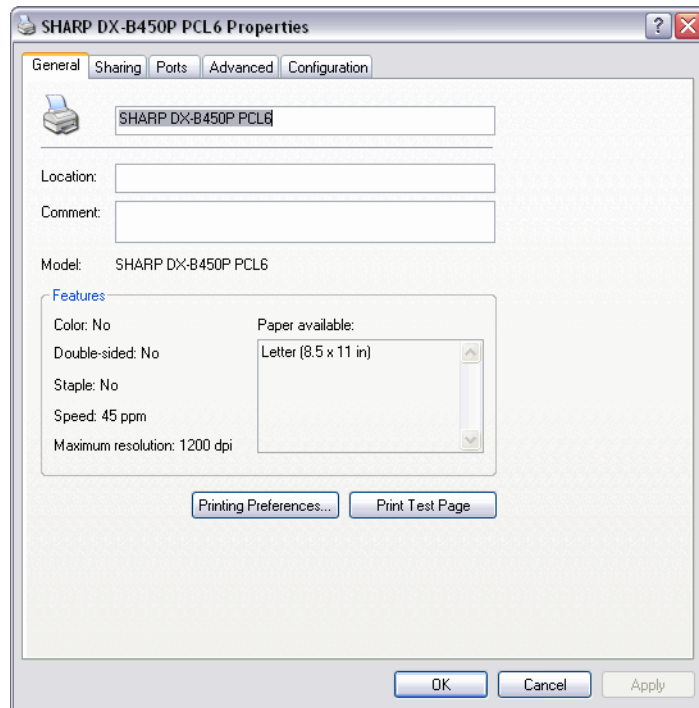 SHARP DX-B450P PCL6 Properties
General Sharing Ports Advanced Configuration
SHARP DX-B450P PCL6
Location:
Comment:
Model: SHARP DX-B450P PCL6
Features
Color: No
Paper available:
Double-sided: No
Letter (8.5 x 11 in)
Staple: No
Speed: 45 ppm
Maximum resolution: 1200 dpi
Printing Preferences... Print Test Page
OK Cancel Apply